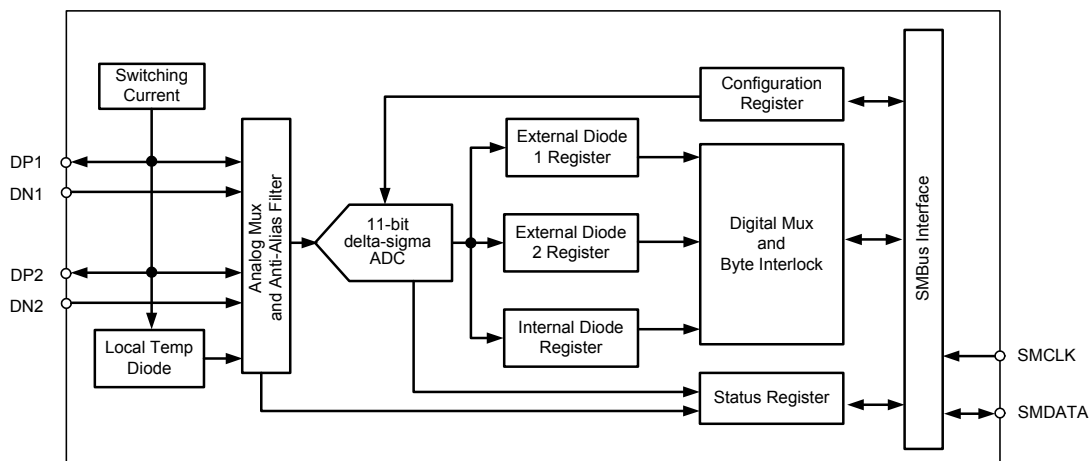 Switching
Current
Configuration
Register
DP1
DN1
DP2
DN2
Analog Mux
and Anti-Alias Filter
11-bit
delta-sigma
ADC
External Diode
1 Register
External Diode
2 Register
Internal Diode
Register
Digital Mux
and
Byte Interlock
SMBus Interface
Local Temp
Diode
Status Register
SMCLK
SMDATA